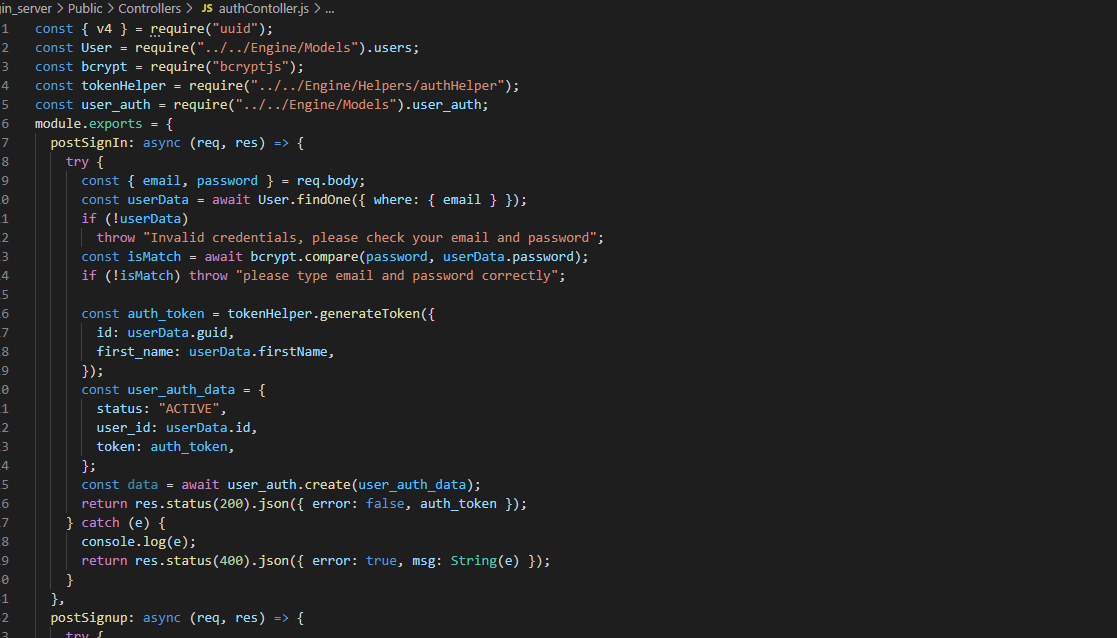 in_server > Public > Controllers > JS authContoller.js > ...
1 const { v4 } = require("uuid");
2 const User = require("../../Engine/Models").users;
3 const bcrypt = require("bcryptjs");
4 const tokenHelper = require("../../Engine/Helpers/authHelper");
5 const user_auth = require("../../Engine/Models").user_auth;
6 module.exports = {
7 postSignIn: async (req, res) => {
8 try {
9 const { email, password } = req.body;
0 const userData = await User.findOne({ where: { email } });
1 if (!userData)
2 throw "Invalid credentials, please check your email and password";
3 const isMatch = await bcrypt.compare(password, userData.password);
4 if (!isMatch) throw "please type email and password correctly";
5
6 const auth_token = tokenHelper.generateToken({
7 id: userData.guid,
8 first_name: userData.firstName,
9 });
0 const user_auth_data = {
1 status: "ACTIVE",
2 user_id: userData.id,
3 token: auth_token,
4 };
5 const data = await user_auth.create(user_auth_data);
6 return res.status(200).json({ error: false, auth_token });
7 } catch (e) {
8 console.log(e);
9 return res.status(400).json({ error: true, msg: String(e) });
0 }
1 },
2 postSignup: async (req, res) => {
3 try {